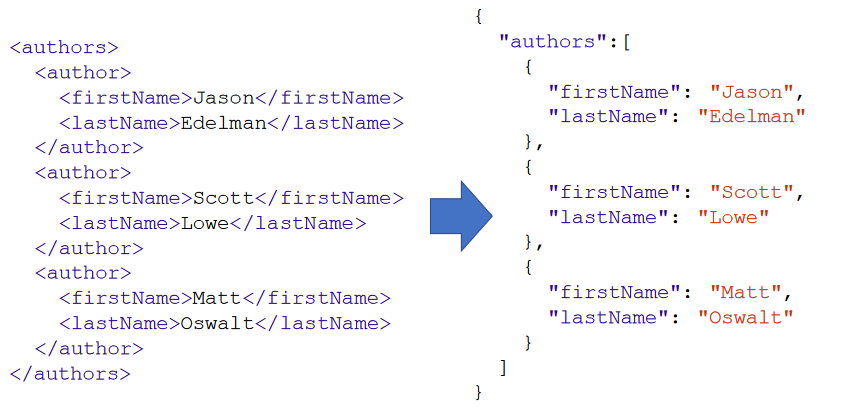 <authors>
  <author>
    <firstName>Jason</firstName>
    <lastName>Edelman</lastName>
  </author>
  <author>
    <firstName>Scott</firstName>
    <lastName>Lowe</lastName>
  </author>
  <author>
    <firstName>Matt</firstName>
    <lastName>Oswalt</lastName>
  </author>
</authors>
{
  "authors":[
    {
      "firstName": "Jason",
      "lastName": "Edelman"
    },
    {
      "firstName": "Scott",
      "lastName": "Lowe"
    },
    {
      "firstName": "Matt",
      "lastName": "Oswalt"
    }
  ]
}